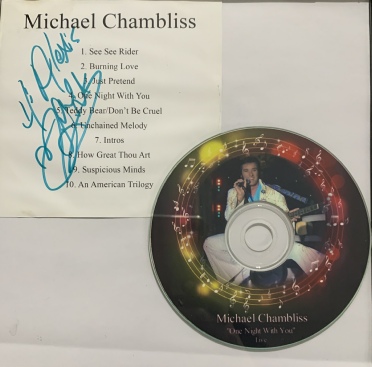 Michael Chambliss
1. See See Rider
2. Burning Love
3. Just Pretend
4. One Night With You
5. Teddy Bear/Don't Be Cruel
6. Unchained Melody
7. Intros
8. How Great Thou Art
9. Suspicious Minds
10. An American Trilogy
Michael Chambliss
"One Night With You"
Live